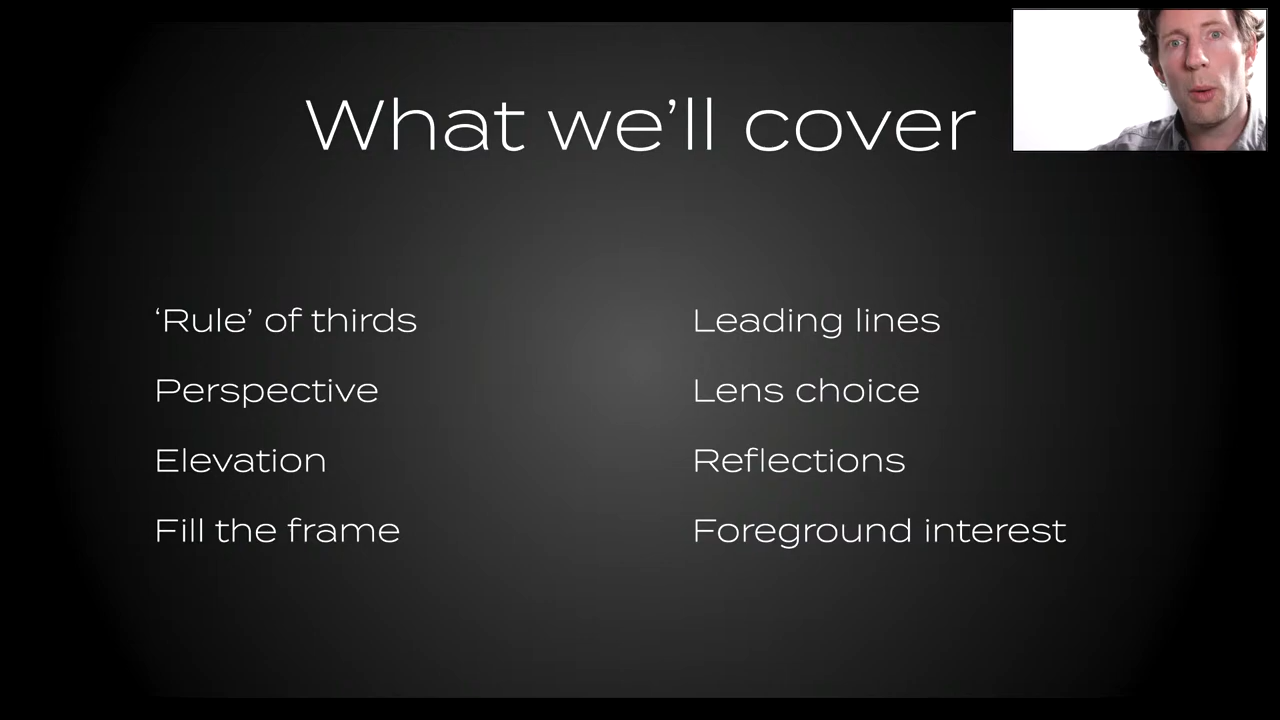 What we’ll cover
‘Rule’ of thirds
Perspective
Elevation
Fill the frame
Leading lines
Lens choice
Reflections
Foreground interest